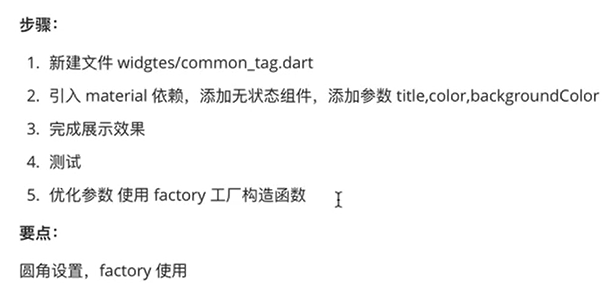 步骤：
1. 新建文件 widgtes/common_tag.dart
2. 引入 material 依赖，添加无状态组件，添加参数 title,color,backgroundColor
3. 完成展示效果
4. 测试
5. 优化参数 使用 factory 工厂构造函数
要点：
圆角设置，factory 使用